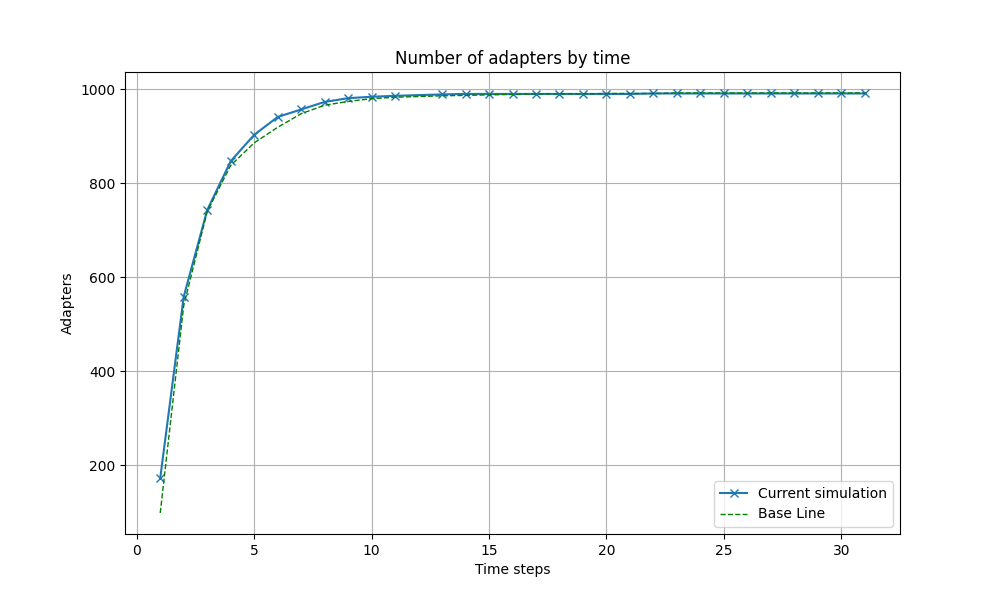 Number of adapters by time
1000
800
600
400
200
Adapters
0 5 10 15 20 25 30
Time steps
Current simulation
Base Line